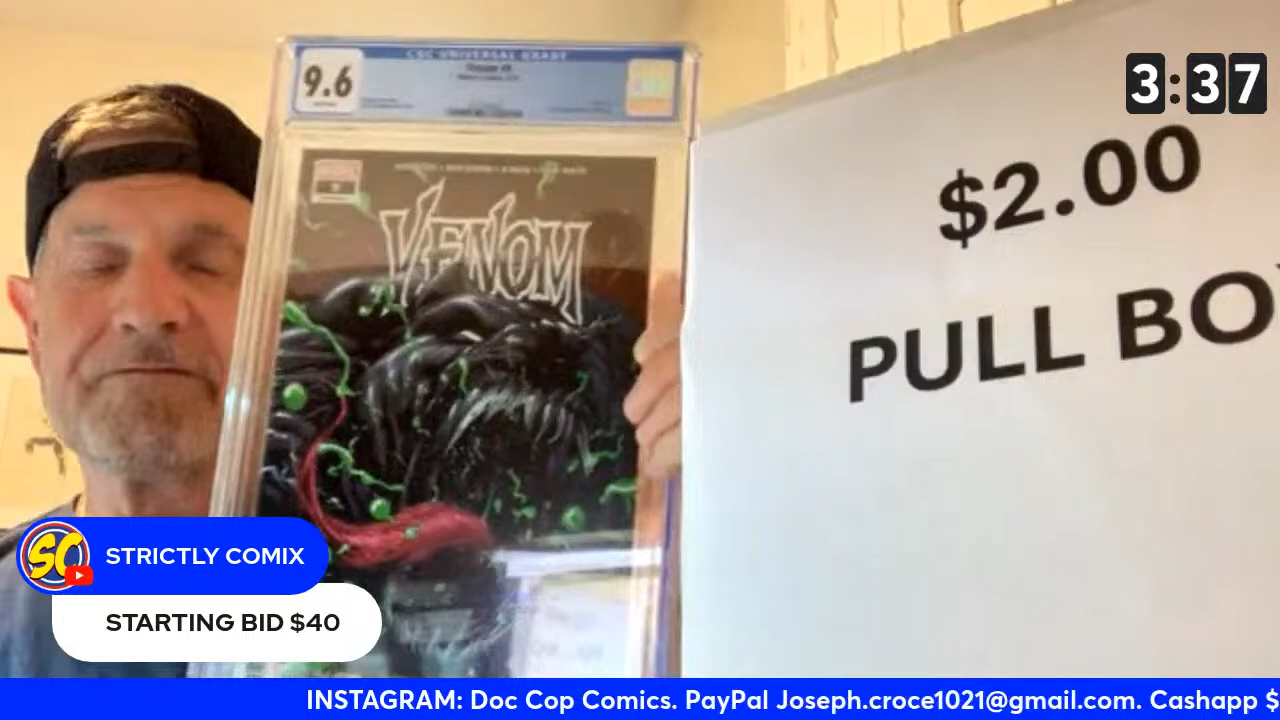 CGC UNIVERSAL GRADE
9.6
VENOM
3:37
$2.00
PULL BO
SC
STRICTLY COMIX
STARTING BID $40
INSTAGRAM: Doc Cop Comics. PayPal Joseph.croce1021@gmail.com. Cashapp $